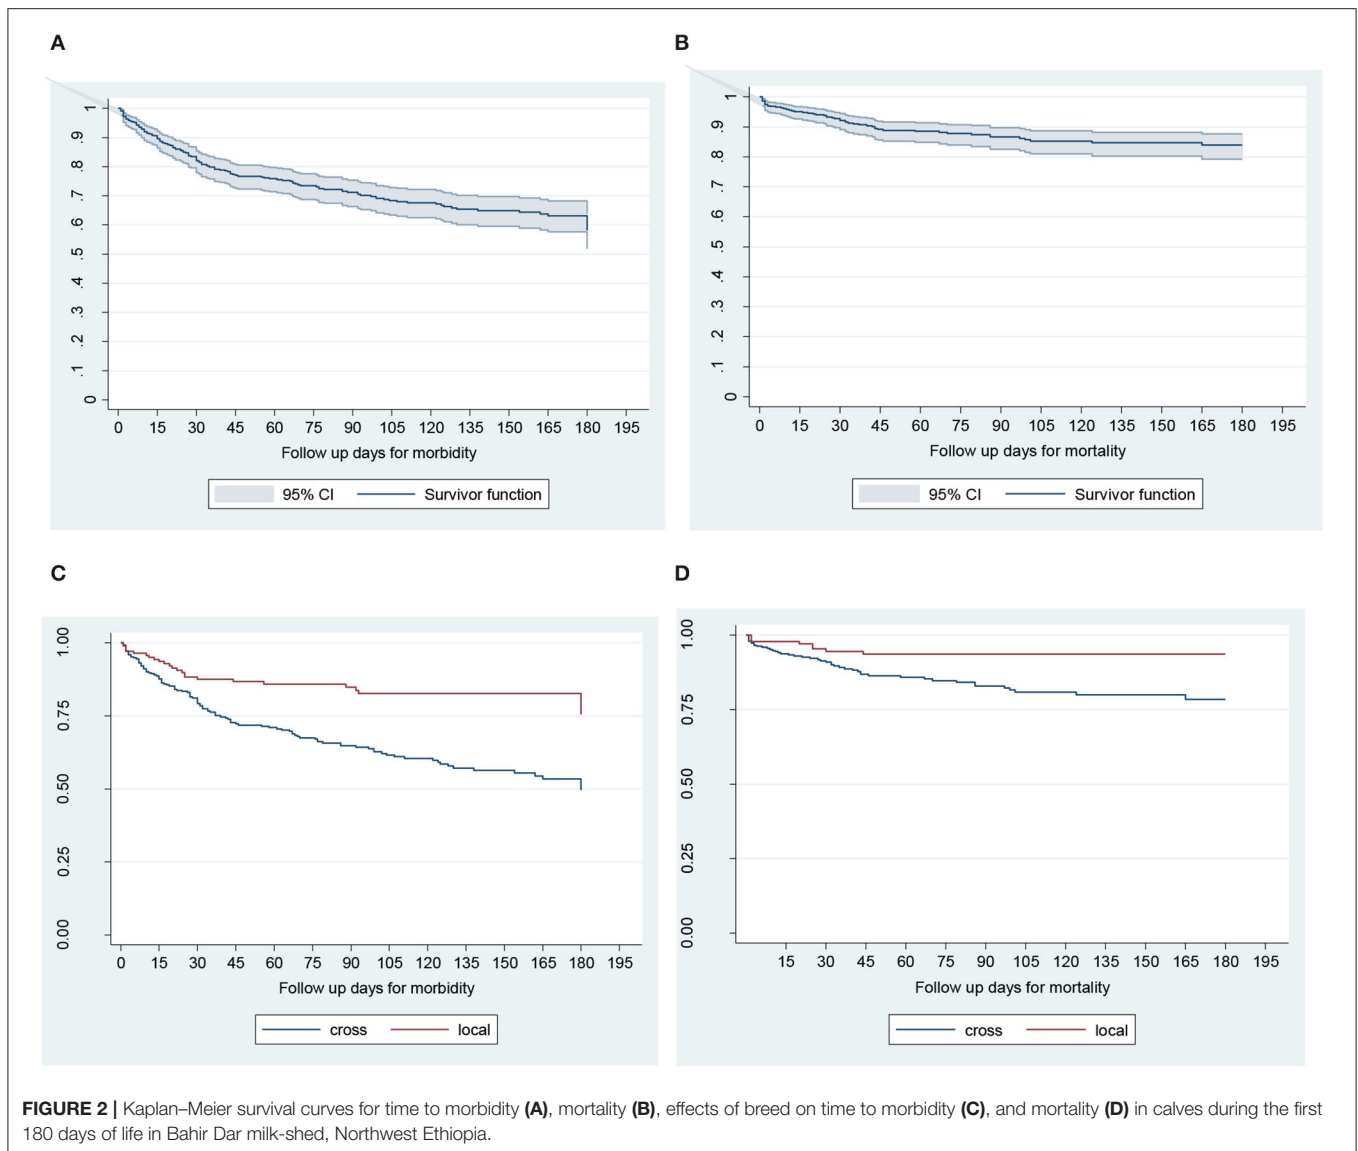 A
1
.9
.8
.7
.6
.5
.4
.3
.2
.1
0
0 15 30 45 60 75 90 105 120 135 150 165 180 195
Follow up days for morbidity
95% CI Survivor function
B
1
.9
.8
.7
.6
.5
.4
.3
.2
.1
0
0 15 30 45 60 75 90 105 120 135 150 165 180 195
Follow up days for mortality
95% CI Survivor function
C
1.00
0.75
0.50
0.25
0.00
0 15 30 45 60 75 90 105 120 135 150 165 180 195
Follow up days for morbidity
cross local
D
1.00
0.75
0.50
0.25
0.00
15 30 45 60 75 90 105 120 135 150 165 180 195
Follow up days for mortality
cross local
FIGURE 2 | Kaplan–Meier survival curves for time to morbidity (A), mortality (B), effects of breed on time to morbidity (C), and mortality (D) in calves during the first
180 days of life in Bahir Dar milk-shed, Northwest Ethiopia.